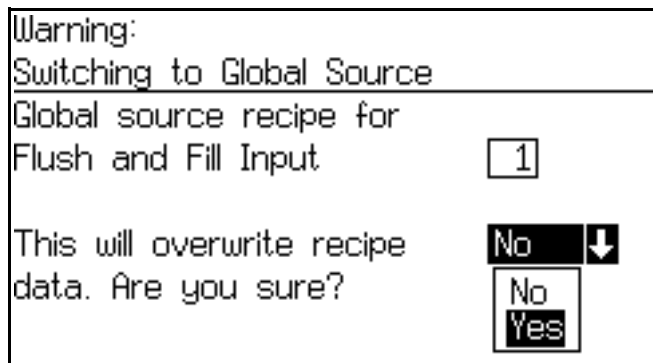 Warning:
Switching to Global Source
Global source recipe for
Flush and Fill Input 1
This will overwrite recipe No
data. Are you sure? No
Yes